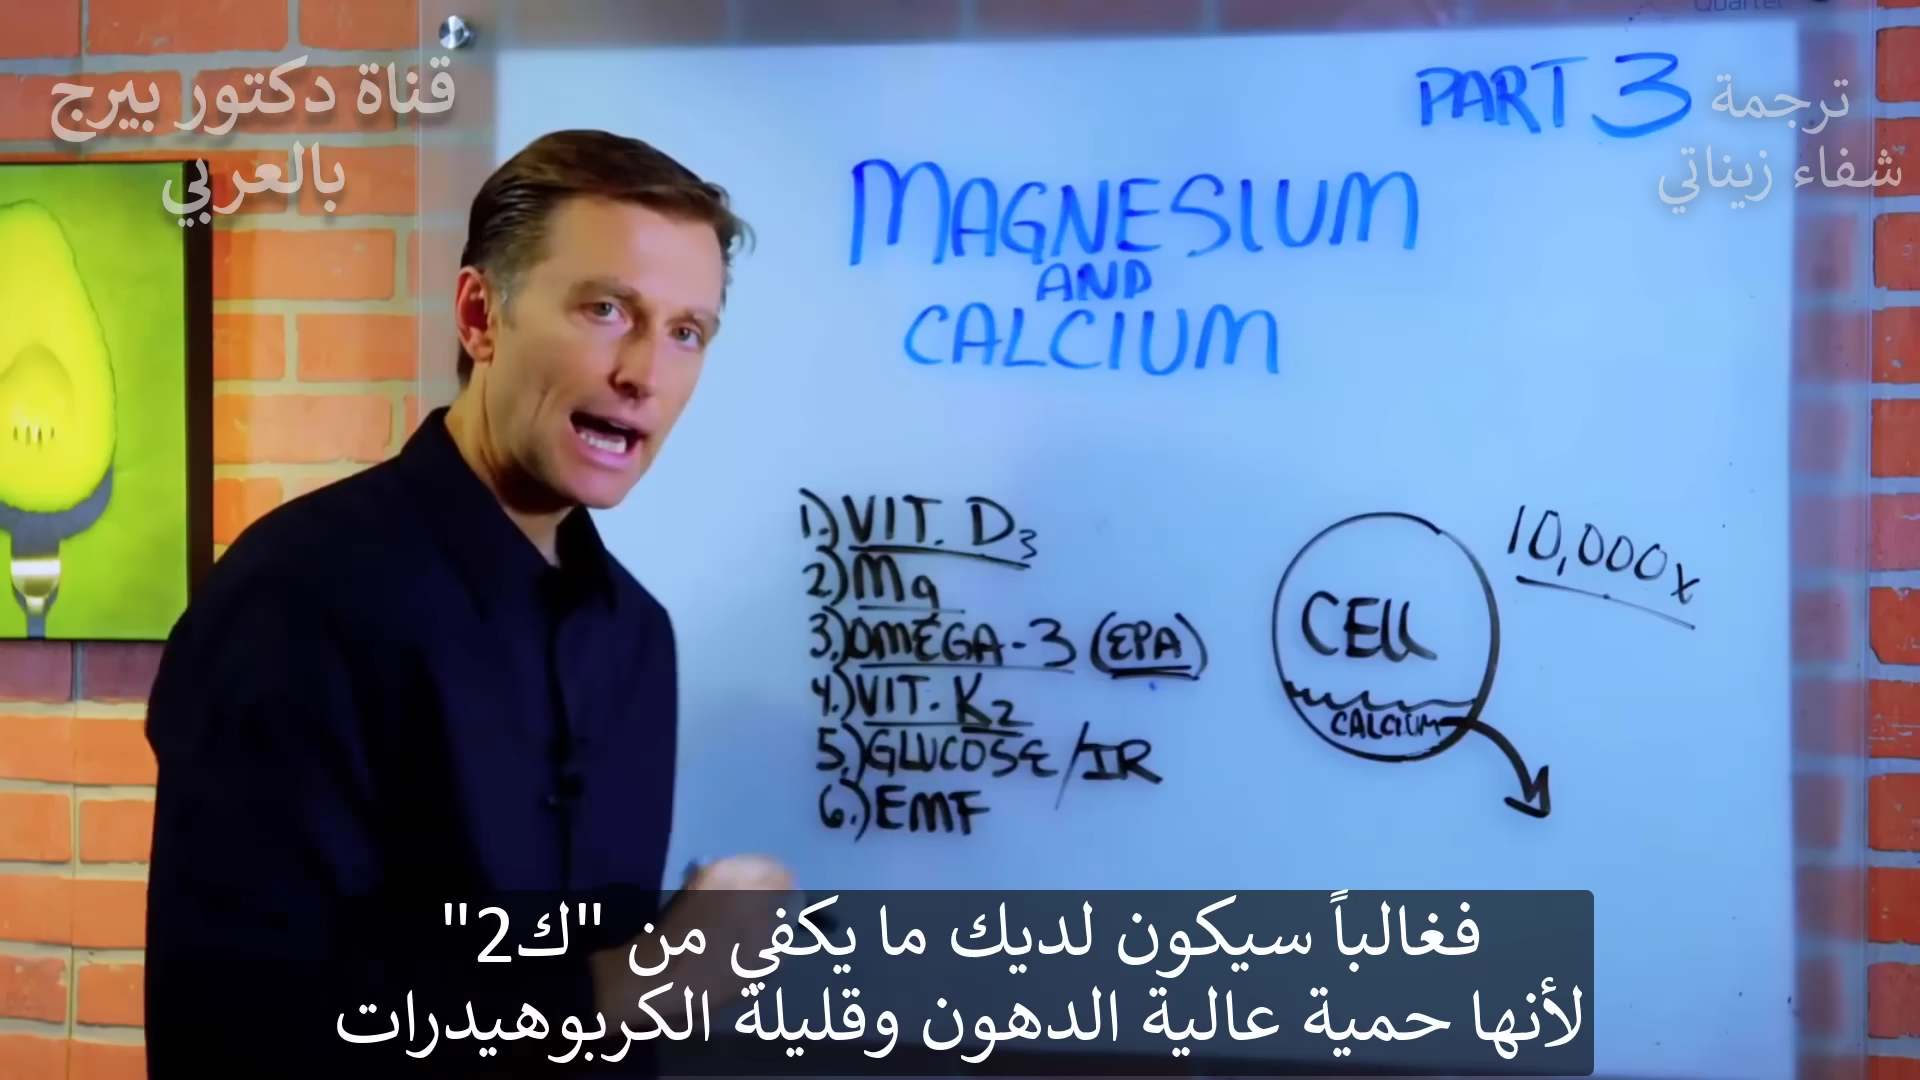 Quartet
قناة دكتور بيرج
بالعربي
PART 3
ترجمة
شفاء زيناتي
MAGNESIUM
AND
CALCIUM
1.) VIT. D3
2) Mg
3.) OMEGA-3 (EPA)
4.) VIT. K2
5.) GLUCOSE/IR
6.) EMF
10,000x
CELL
CALCIUM
فغالباً سيكون لديك ما يكفي من "ك2"
لأنها حمية عالية الدهون وقليلة الكربوهيدرات